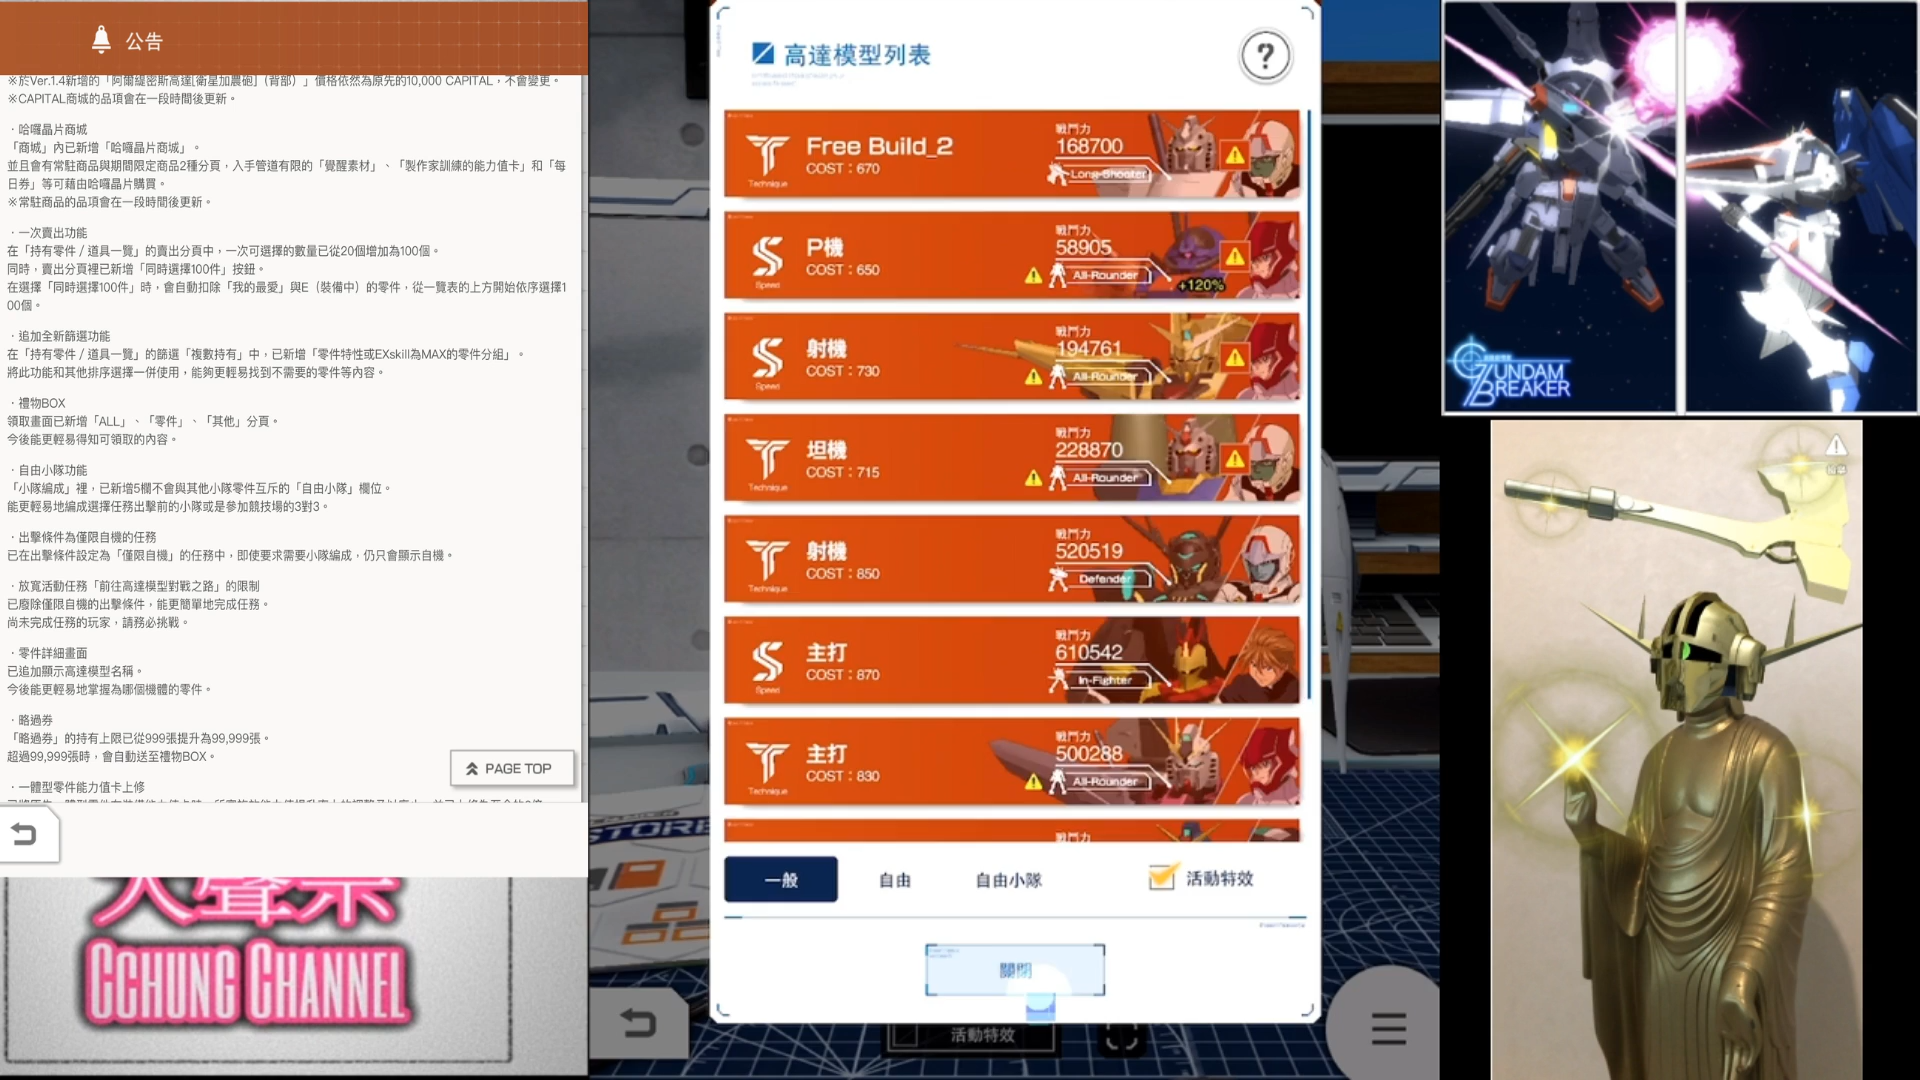 公告
※於Ver.1.4新增的「阿爾緹密斯高達[衛星加農砲]（背部）」價格依然為原先的10,000 CAPITAL，不會變更。
※CAPITAL商城的品項會在一段時間後更新。
．哈囉晶片商城
「商城」內已新增「哈囉晶片商城」。
並且會有常駐商品與期間限定商品2種分頁，入手管道有限的「覺醒素材」、「製作家訓練的能力值卡」和「每
日券」等可藉由哈囉晶片購買。
※常駐商品的品項會在一段時間後更新。
．一次賣出功能
在「持有零件 / 道具一覽」的賣出分頁中，一次可選擇的數量已從20個增加為100個。
同時，賣出分頁裡已新增「同時選擇100件」按鈕。
在選擇「同時選擇100件」時，會自動扣除「我的最愛」與E（裝備中）的零件，從一覽表的上方開始依序選擇1
00個。
．追加全新篩選功能
在「持有零件 / 道具一覽」的篩選「複數持有」中，已新增「零件特性或EXskill為MAX的零件分組」。
將此功能和其他排序選擇一併使用，能夠更輕易找到不需要的零件等內容。
．禮物BOX
領取畫面已新增「ALL」、「零件」、「其他」分頁。
今後能更輕易得知可領取的內容。
．自由小隊功能
「小隊編成」裡，已新增5欄不會與其他小隊零件互斥的「自由小隊」欄位。
能更輕易地編成選擇任務出擊前的小隊或是參加競技場的3對3。
．出擊條件為僅限自機的任務
已在出擊條件設定為「僅限自機」的任務中，即使要求需要小隊編成，仍只會顯示自機。
．放寬活動任務「前往高達模型對戰之路」的限制
已廢除僅限自機的出擊條件，能更簡單地完成任務。
尚未完成任務的玩家，請務必挑戰。
．零件詳細畫面
已追加顯示高達模型名稱。
今後能更輕易地掌握為哪個機體的零件。
．略過券
「略過券」的持有上限已從999張提升為99,999張。
超過99,999張時，會自動送至禮物BOX。
．一體型零件能力值卡上修
PAGE TOP
大聲祭
CCHUNG CHANNEL
高達模型列表
?
Free Build_2
COST：670
Technique
戰鬥力
168700
Long-Shooter
P機
COST：650
Speed
戰鬥力
58905
All-Rounder
+120%
射機
COST：730
Speed
戰鬥力
194761
All-Rounder
坦機
COST：715
Technique
戰鬥力
228870
All-Rounder
射機
COST：850
Technique
戰鬥力
520519
Defender
主打
COST：870
Speed
戰鬥力
610542
In-Fighter
主打
COST：830
Technique
戰鬥力
500288
All-Rounder
戰鬥力
一般
自由
自由小隊
活動特效
關閉
STORE
活動特效
GUNDAM
BREAKER